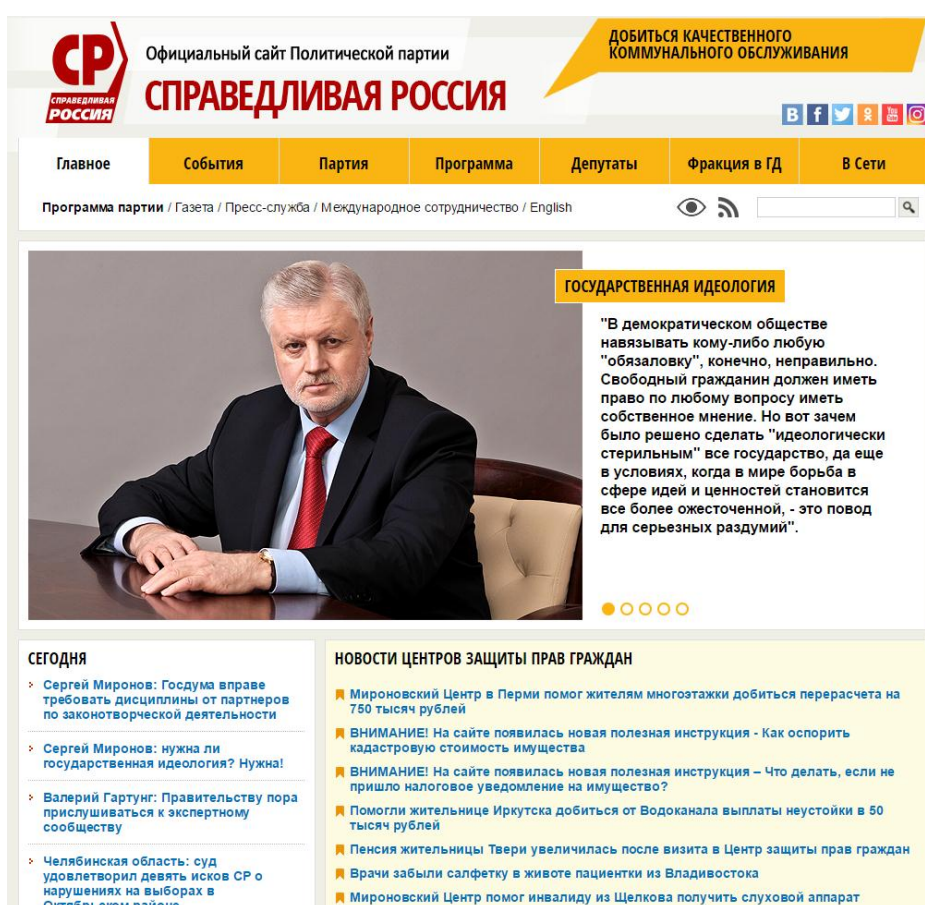 СР
СПРАВЕДЛИВАЯ
РОССИЯ
Официальный сайт Политической партии
СПРАВЕДЛИВАЯ РОССИЯ
ДОБИТЬСЯ КАЧЕСТВЕННОГО
КОММУНАЛЬНОГО ОБСЛУЖИВАНИЯ
Главное События Партия Программа Депутаты Фракция в ГД В Сети
Программа партии / Газета / Пресс-служба / Международное сотрудничество / English
ГОСУДАРСТВЕННАЯ ИДЕОЛОГИЯ
"В демократическом обществе
навязывать кому-либо любую
"обязаловку", конечно, неправильно.
Свободный гражданин должен иметь
право по любому вопросу иметь
собственное мнение. Но вот зачем
было решено сделать "идеологически
стерильным" все государство, да еще
в условиях, когда в мире борьба в
сфере идей и ценностей становится
все более ожесточенной, - это повод
для серьезных раздумий".
СЕГОДНЯ
Сергей Миронов: Госдума вправе
требовать дисциплины от партнеров
по законотворческой деятельности
Сергей Миронов: нужна ли
государственная идеология? Нужна!
Валерий Гартунг: Правительству пора
прислушиваться к экспертному
сообществу
Челябинская область: суд
удовлетворил девять исков СР о
нарушениях на выборах в
Октябрьском районе
НОВОСТИ ЦЕНТРОВ ЗАЩИТЫ ПРАВ ГРАЖДАН
Мироновский Центр в Перми помог жителям многоэтажки добиться перерасчета на
750 тысяч рублей
ВНИМАНИЕ! На сайте появилась новая полезная инструкция - Как оспорить
кадастровую стоимость имущества
ВНИМАНИЕ! На сайте появилась новая полезная инструкция – Что делать, если не
пришло налоговое уведомление на имущество?
Помогли жительнице Иркутска добиться от Водоканала выплаты неустойки в 50
тысяч рублей
Пенсия жительницы Твери увеличилась после визита в Центр защиты прав граждан
Врачи забыли салфетку в животе пациентки из Владивостока
Мироновский Центр помог инвалиду из Щелкова получить слуховой аппарат